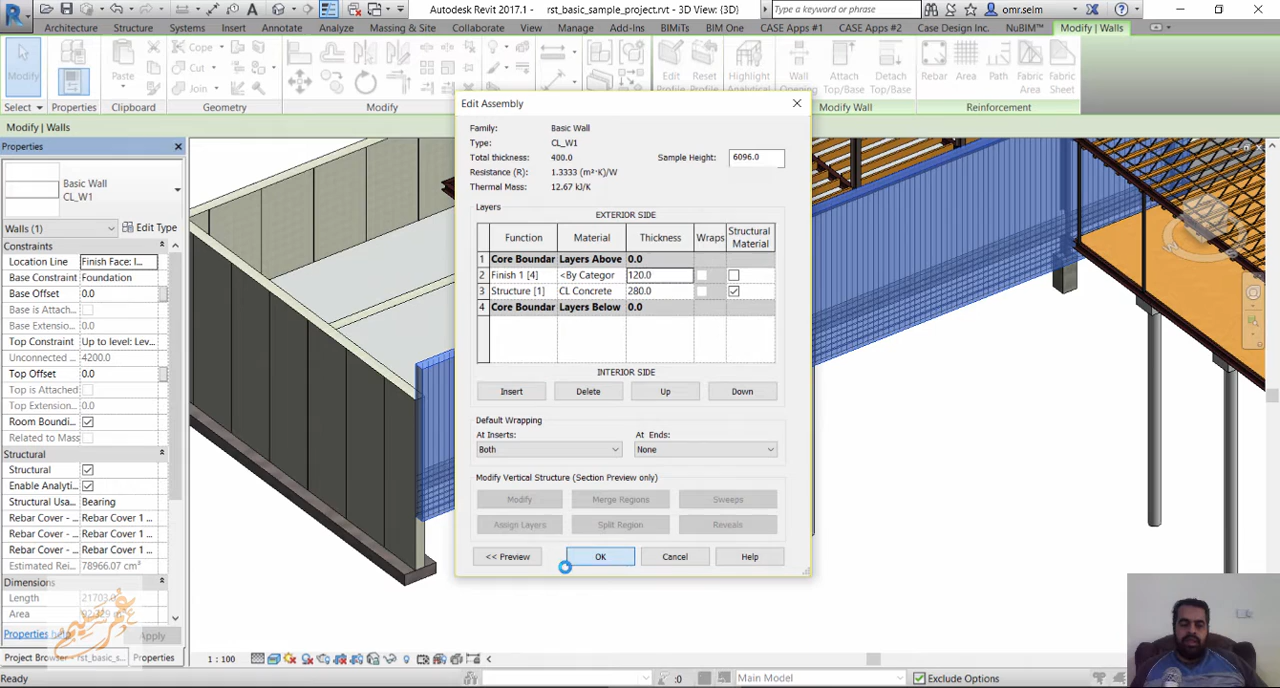 Autodesk Revit 2017.1 - rst_basic_sample_project.rvt - 3D View: {3D}
Type a keyword or phrase
omr.selm
Architecture Structure Systems Insert Annotate Analyze Massing & Site Collaborate View Manage Add-Ins BIMiTs BIM One CASE Apps #1 CASE Apps #2 Case Design Inc. NuBIM™ Modify | Walls
Modify
Paste
Cope
Cut
Join
Edit Profile
Reset Profile
Highlight Analytical
Wall Opening
Attach Top/Base
Detach Top/Base
Rebar
Area
Path
Fabric Area
Fabric Sheet
Select Properties Clipboard Geometry Modify Modify Wall Reinforcement
Modify | Walls
Properties
Basic Wall
CL_W1
Walls (1)
Edit Type
Constraints
Location Line Finish Face: I...
Base Constraint Foundation
Base Offset 0.0
Base is Attach...
Base Extensio...
Top Constraint Up to level: Lev...
Unconnected ... 4200.0
Top Offset 0.0
Top is Attached
Top Extension...
Room Boundi...
Related to Mass
Structural
Structural
Enable Analyti...
Structural Usa... Bearing
Rebar Cover - ... Rebar Cover 1 ...
Rebar Cover - ... Rebar Cover 1 ...
Rebar Cover - ... Rebar Cover 1 ...
Estimated Rei... 78966.07 cm³
Dimensions
Length
Area
Properties help
Apply
Project Browser - rst_basic_s...
Properties
Edit Assembly
Family: Basic Wall
Type: CL_W1
Total thickness: 400.0
Sample Height: 6096.0
Resistance (R): 1.3333 (m²·K)/W
Thermal Mass: 12.67 kJ/K
Layers
EXTERIOR SIDE
Function Material Thickness Wraps Structural Material
1 Core Boundar Layers Above 0.0
2 Finish 1 [4] <By Categor 120.0
3 Structure [1] CL Concrete 280.0
4 Core Boundar Layers Below 0.0
INTERIOR SIDE
Insert Delete Up Down
Default Wrapping
At Inserts: At Ends:
Both None
Modify Vertical Structure (Section Preview only)
Modify Merge Regions Sweeps
Assign Layers Split Region Reveals
<< Preview OK Cancel Help
1 : 100
Ready
:0
Main Model
Exclude Options